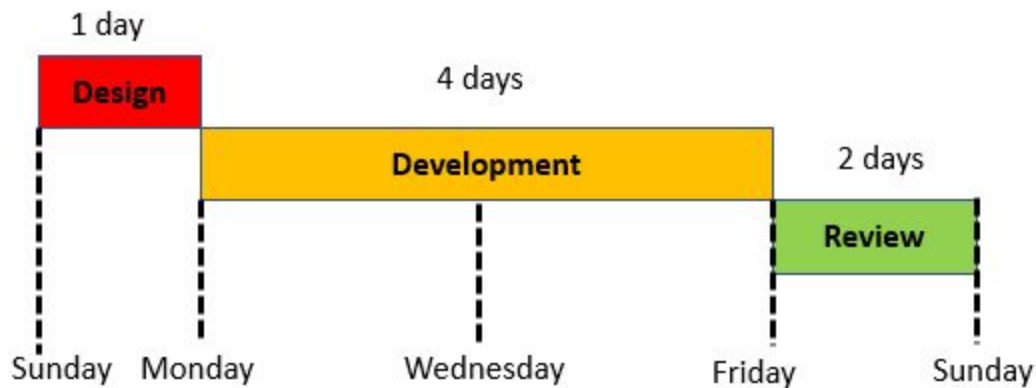 1 day
Design
4 days
Development
2 days
Review
Sunday
Monday
Wednesday
Friday
Sunday